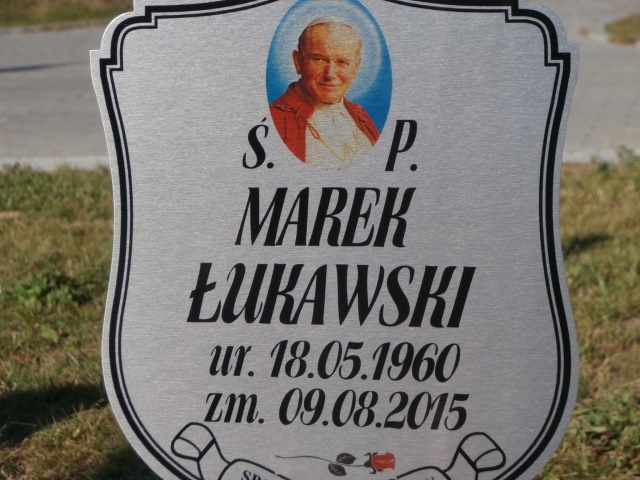 Ś. P.
MAREK
ŁUKAWSKI
ur. 18.05.1960
zm. 09.08.2015